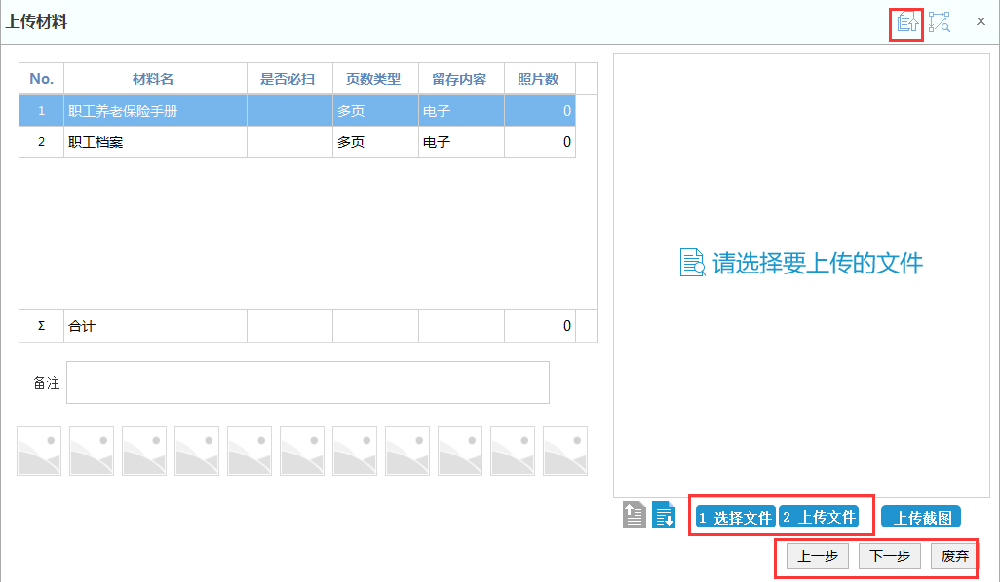 上传材料
No. 材料名 是否必扫 页数类型 留存内容 照片数
1 职工养老保险手册 多页 电子 0
2 职工档案 多页 电子 0
Σ 合计 0
备注
请选择要上传的文件
1 选择文件 2 上传文件 上传截图
上一步 下一步 废弃